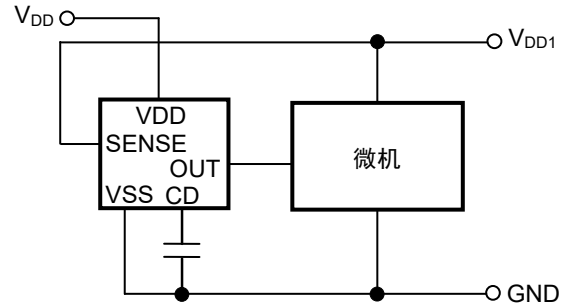 VDD
VDD1
VDD
SENSE
OUT
VSS CD
微机
GND